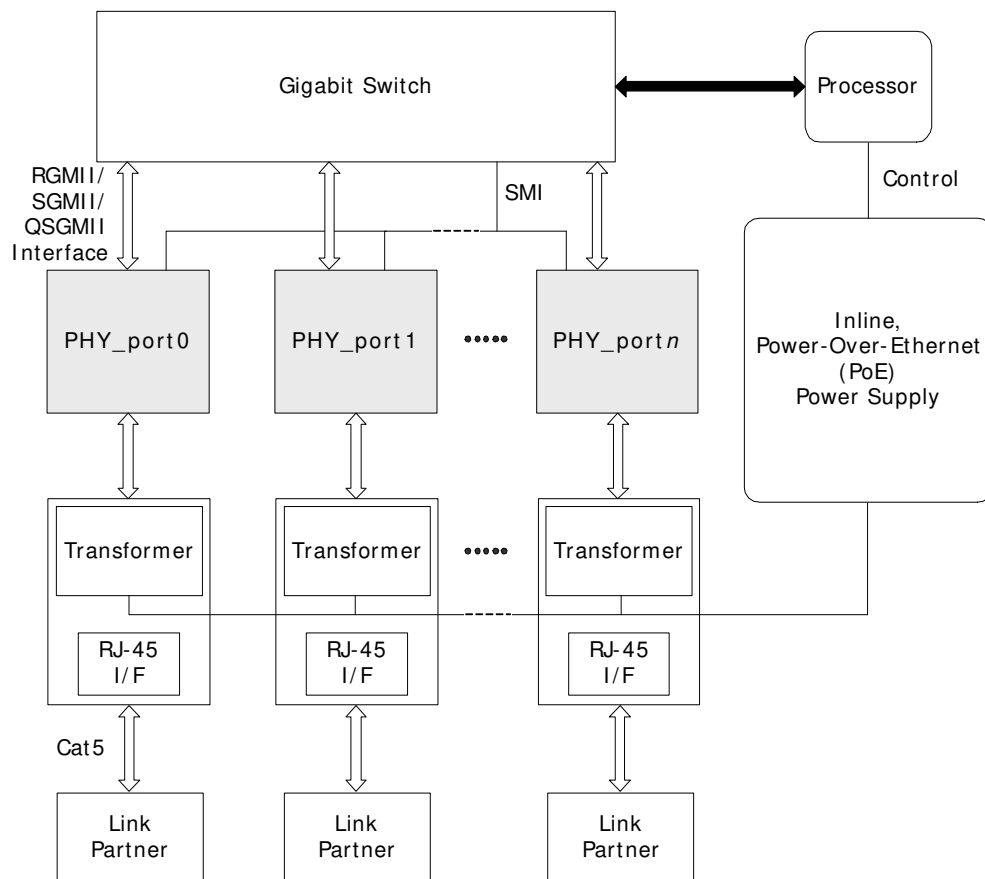 Gigabit Switch
Processor
RGMII/
SGMII/
QSGMII
Interface
SMI
Control
PHY_port0
PHY_port1
PHY_portn
Inline,
Power-Over-Ethernet
(PoE)
Power Supply
Transformer
Transformer
Transformer
RJ-45
I/F
RJ-45
I/F
RJ-45
I/F
Cat5
Link
Partner
Link
Partner
Link
Partner